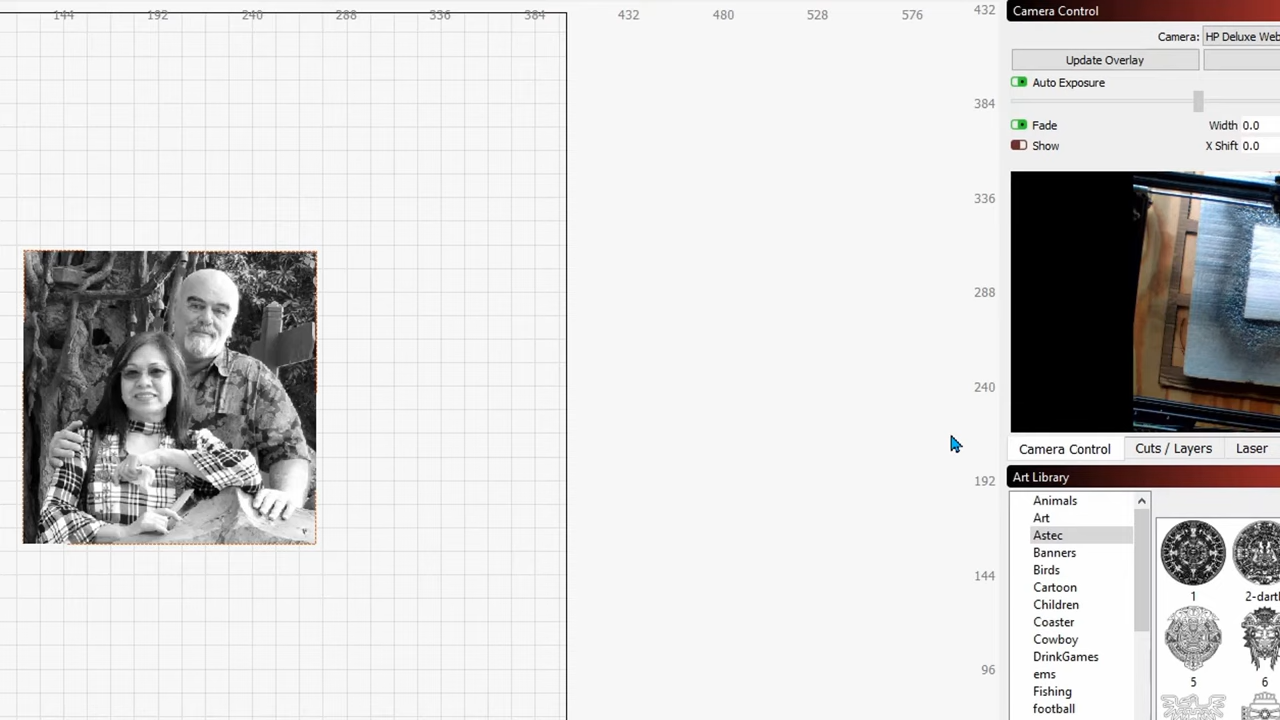 144 192 240 288 336 384 432 480 528 576
432
384
336
288
240
192
144
96
Camera Control
Camera: HP Deluxe Web
Update Overlay
Auto Exposure
Fade Width 0.0
Show X Shift 0.0
Camera Control Cuts / Layers Laser
Art Library
Animals
Art
Astec
Banners
Birds
Cartoon
Children
Coaster
Cowboy
DrinkGames
ems
Fishing
football
1 2-dartl
5 6